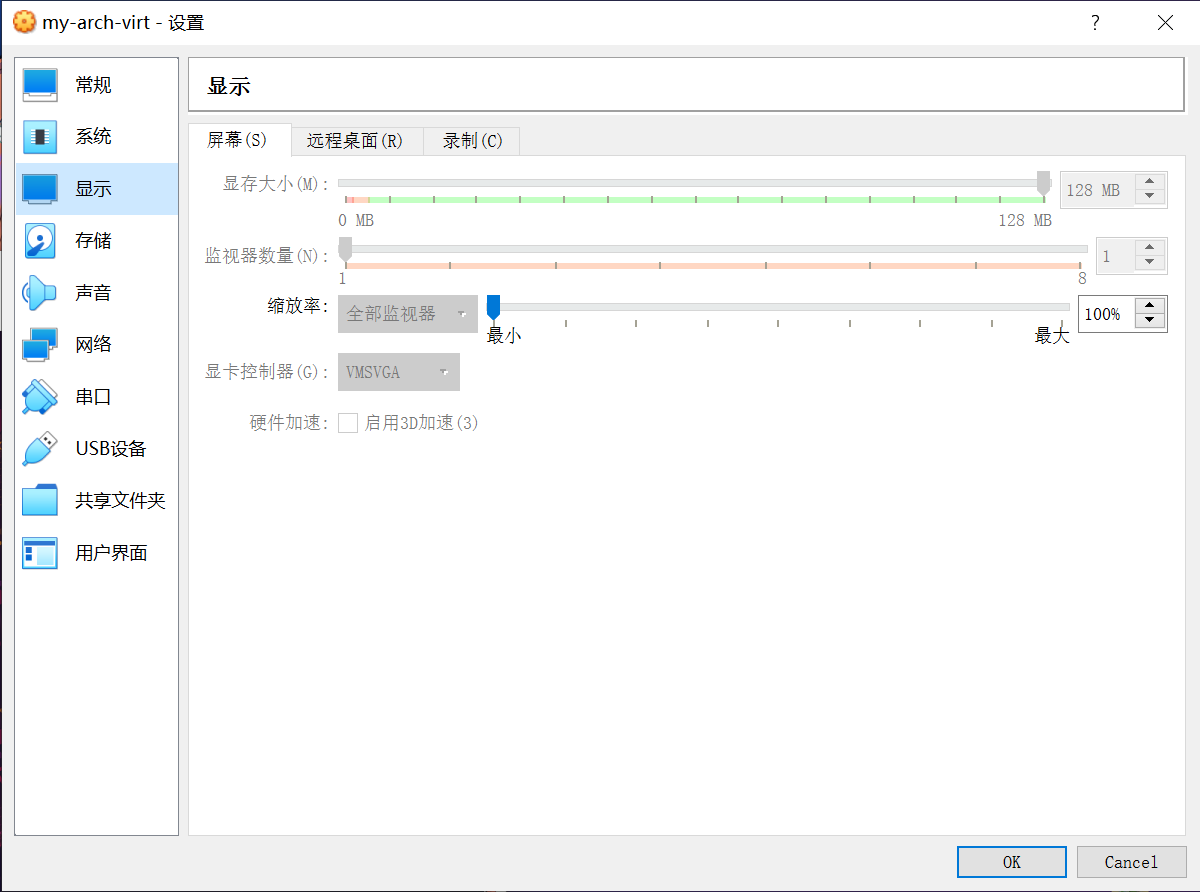 my-arch-virt - 设置
?
常规
系统
显示
存储
声音
网络
串口
USB设备
共享文件夹
用户界面
显示
屏幕(S) 远程桌面(R) 录制(C)
显存大小(M): 128 MB
0 MB 128 MB
监视器数量(N): 1
1 8
缩放率: 全部监视器 100%
最小 最大
显卡控制器(G): VMSVGA
硬件加速: 启用3D加速(3)
OK Cancel